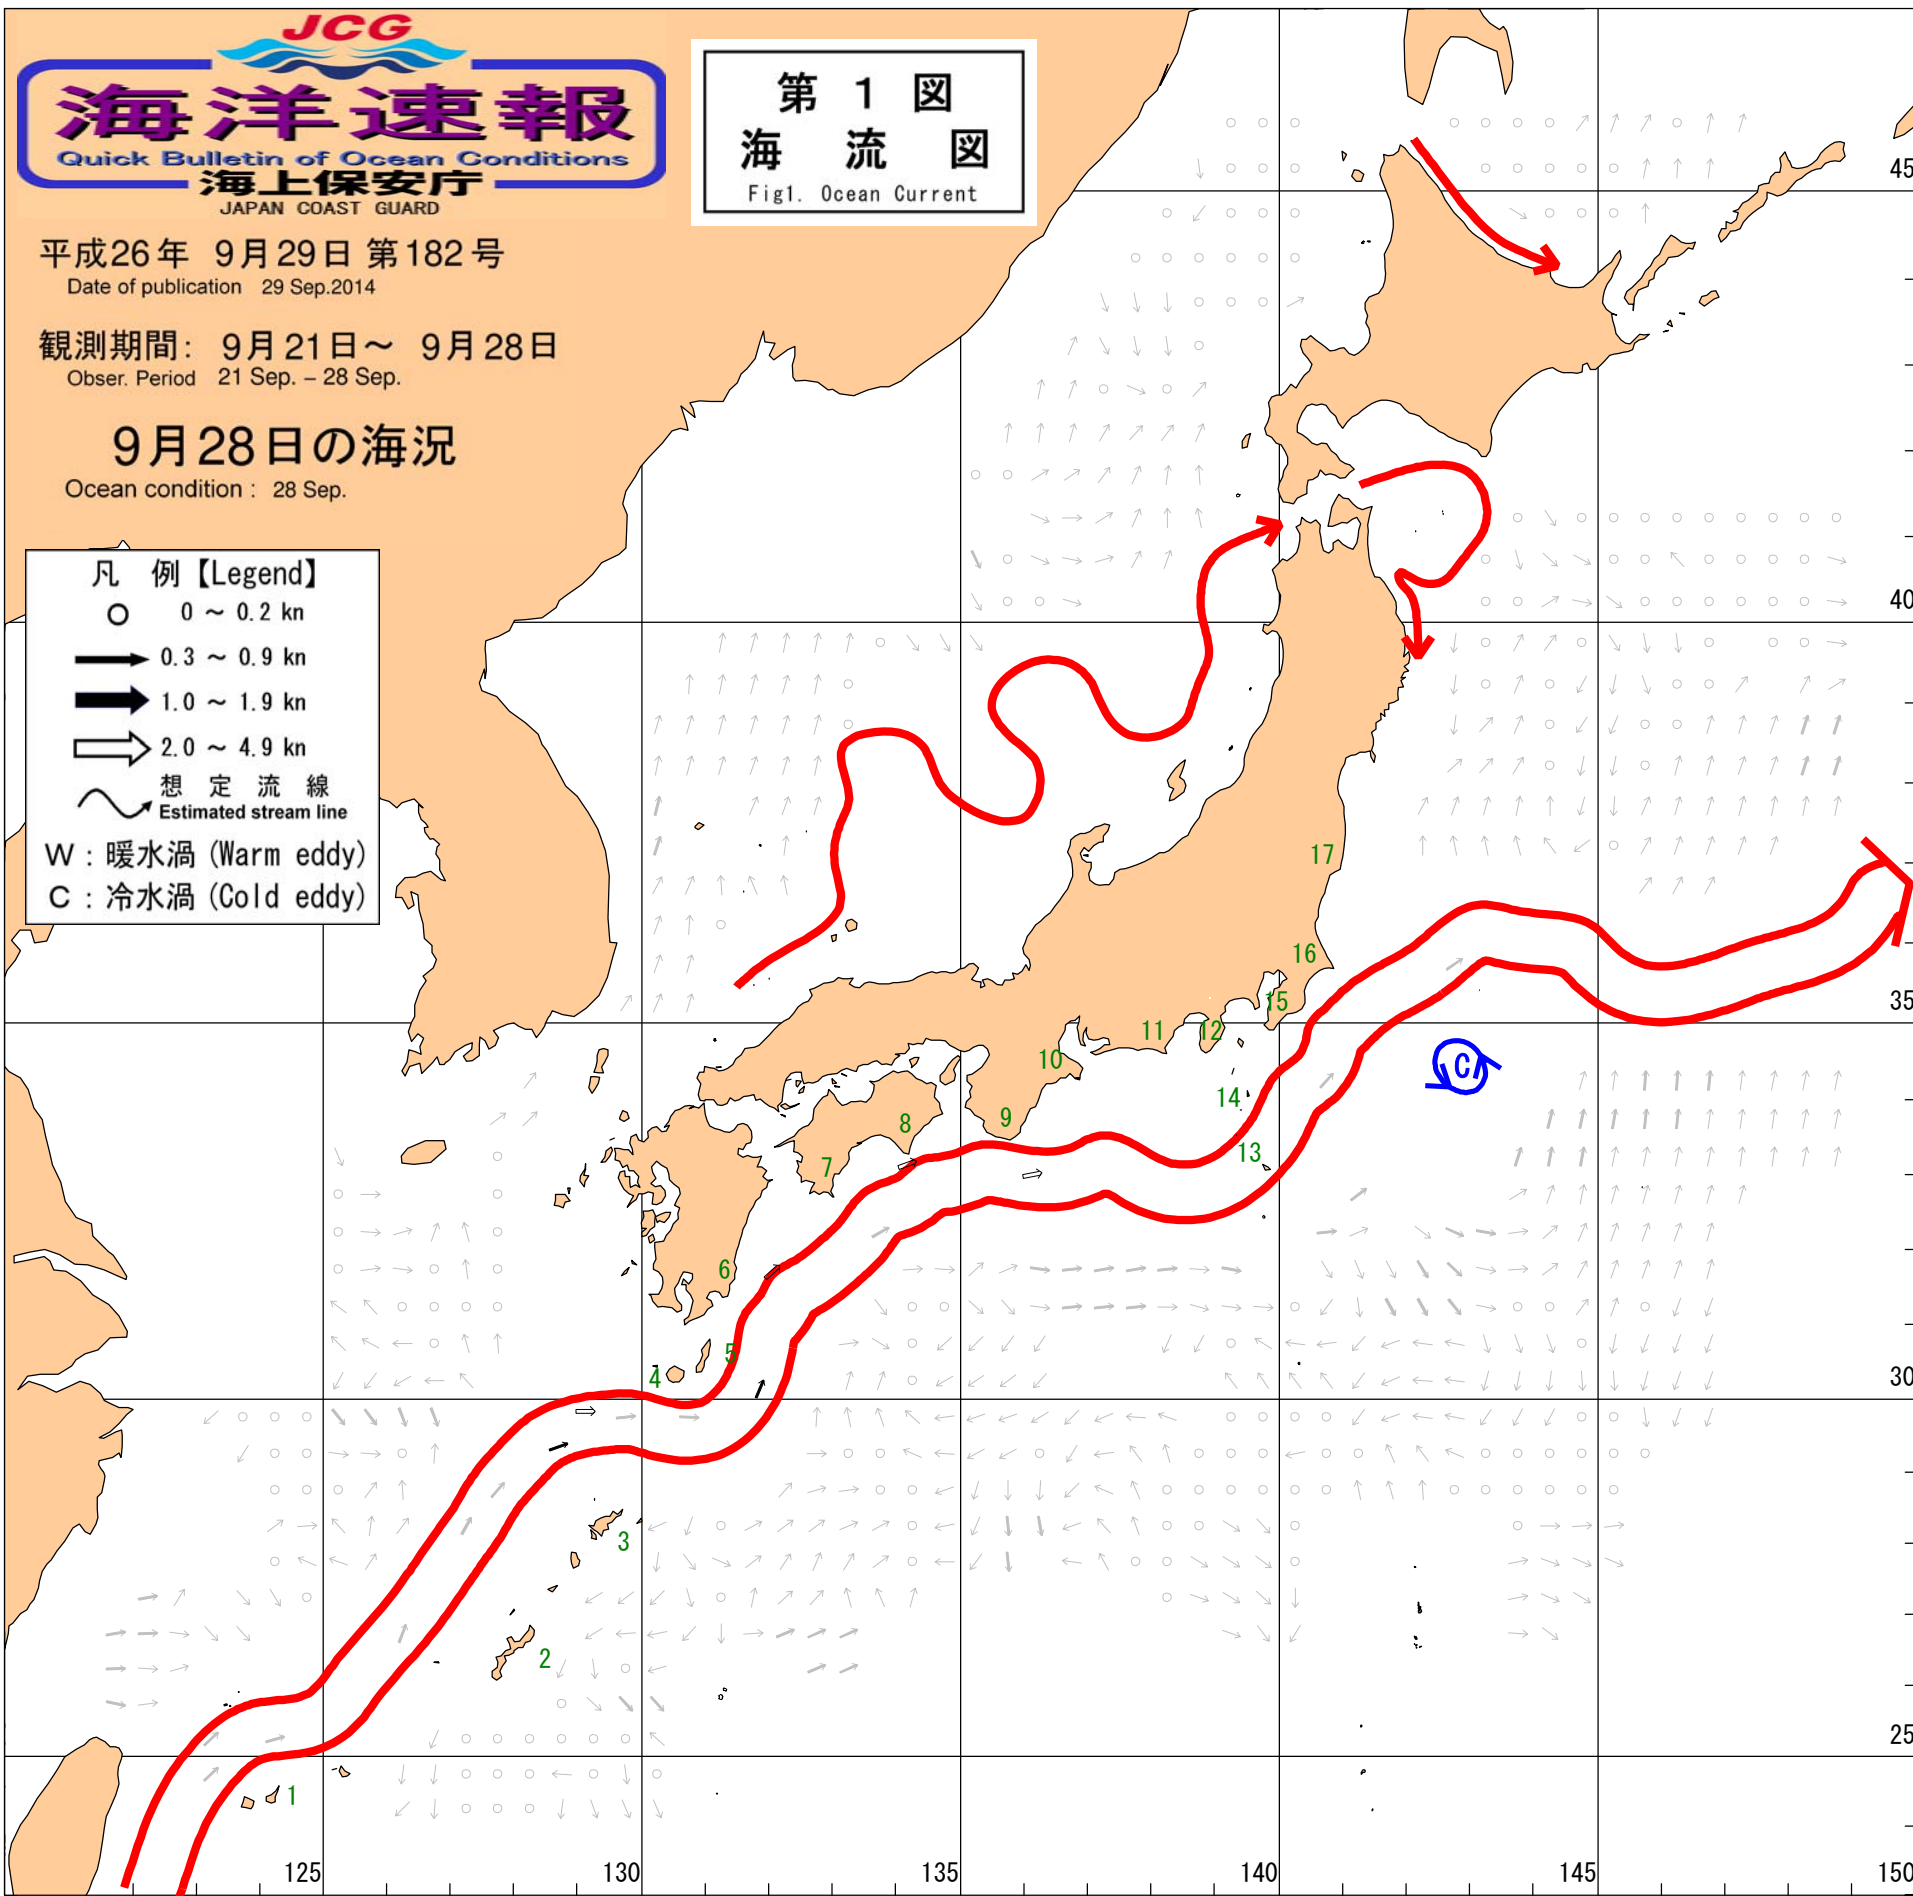 JCG
海洋速報
Quick Bulletin of Ocean Conditions
海上保安庁
JAPAN COAST GUARD
第 1 図
海 流 図
Fig1. Ocean Current
平成26年 9月29日 第182号
Date of publication 29 Sep.2014
観測期間: 9月21日～ 9月28日
Obser. Period 21 Sep. – 28 Sep.
9月28日の海況
Ocean condition : 28 Sep.
凡 例【Legend】
0 ～ 0.2 kn
0.3 ～ 0.9 kn
1.0 ～ 1.9 kn
2.0 ～ 4.9 kn
想 定 流 線
Estimated stream line
W : 暖水渦 (Warm eddy)
C : 冷水渦 (Cold eddy)
45
40
17
16
35
15
11
12
10
C
14
8
9
13
7
6
5
4
30
3
2
25
1
125
130
135
140
145
150